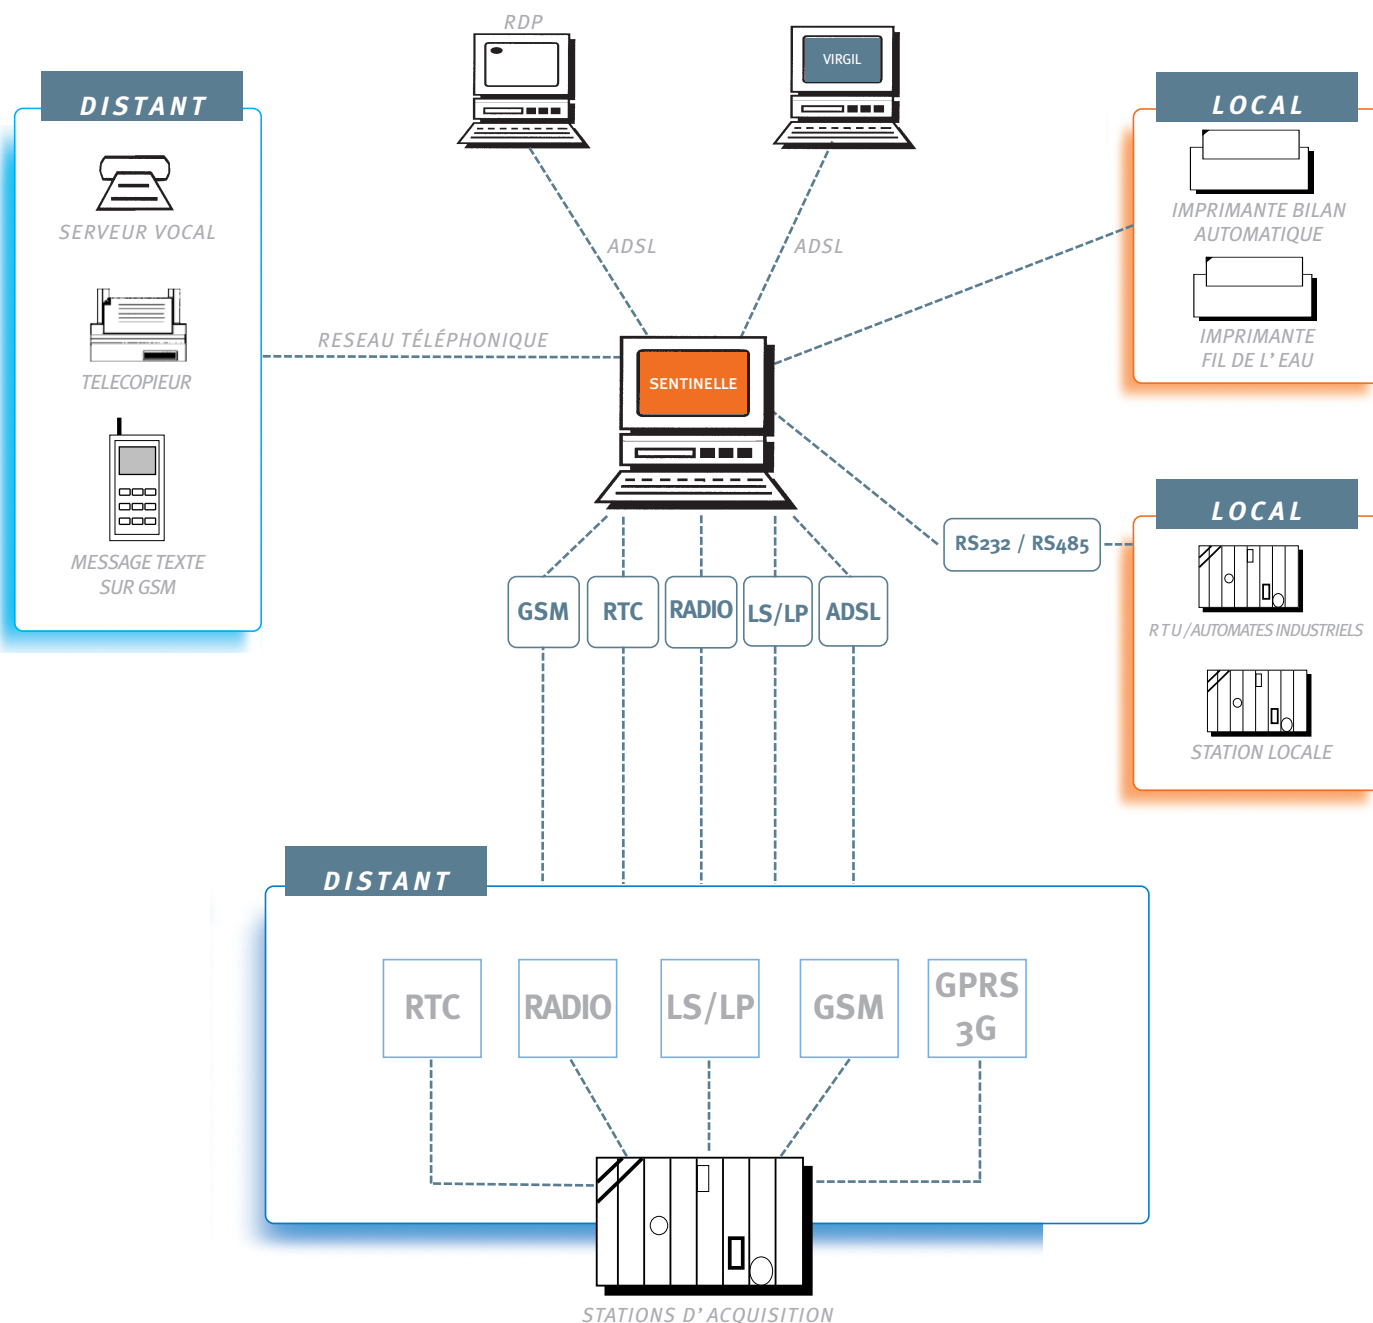 RDP
VIRGIL
DISTANT
LOCAL
SERVEUR VOCAL
IMPRIMANTE BILAN
AUTOMATIQUE
ADSL
ADSL
TELECOPIEUR
RESEAU TÉLÉPHONIQUE
IMPRIMANTE
FIL DE L' EAU
SENTINELLE
MESSAGE TEXTE
SUR GSM
LOCAL
RS232 / RS485
GSM
RTC
RADIO
LS/LP
ADSL
R T U / AUTOMATES INDUSTRIELS
STATION LOCALE
DISTANT
RTC
RADIO
LS/LP
GSM
GPRS
3G
STATIONS D' ACQUISITION